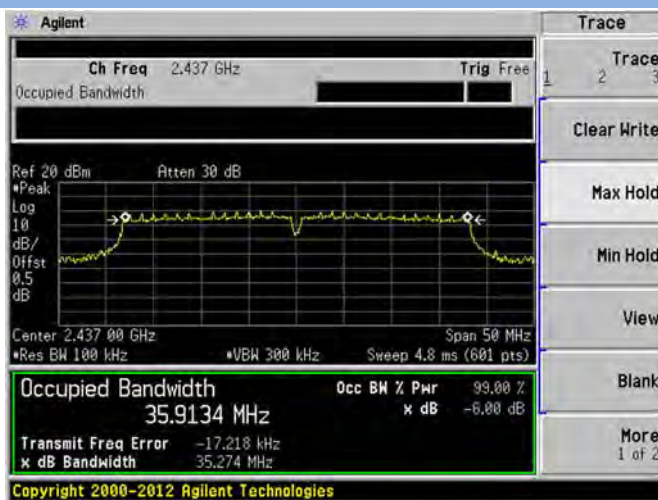 Agilent
Trace
Ch Freq 2.437 GHz
Trig Free
Occupied Bandwidth
Trace
1 2 3
Clear Write
Max Hold
Min Hold
View
Blank
More
1 of 2
Ref 20 dBm Atten 30 dB
*Peak
Log
10
dB/
Offst
0.5
dB
Center 2.437 00 GHz Span 50 MHz
*Res BW 100 kHz *VBW 300 kHz Sweep 4.8 ms (601 pts)
Occupied Bandwidth
35.9134 MHz
Occ BW % Pwr 99.00 %
x dB -6.00 dB
Transmit Freq Error -17.218 kHz
x dB Bandwidth 35.274 MHz
Copyright 2000-2012 Agilent Technologies